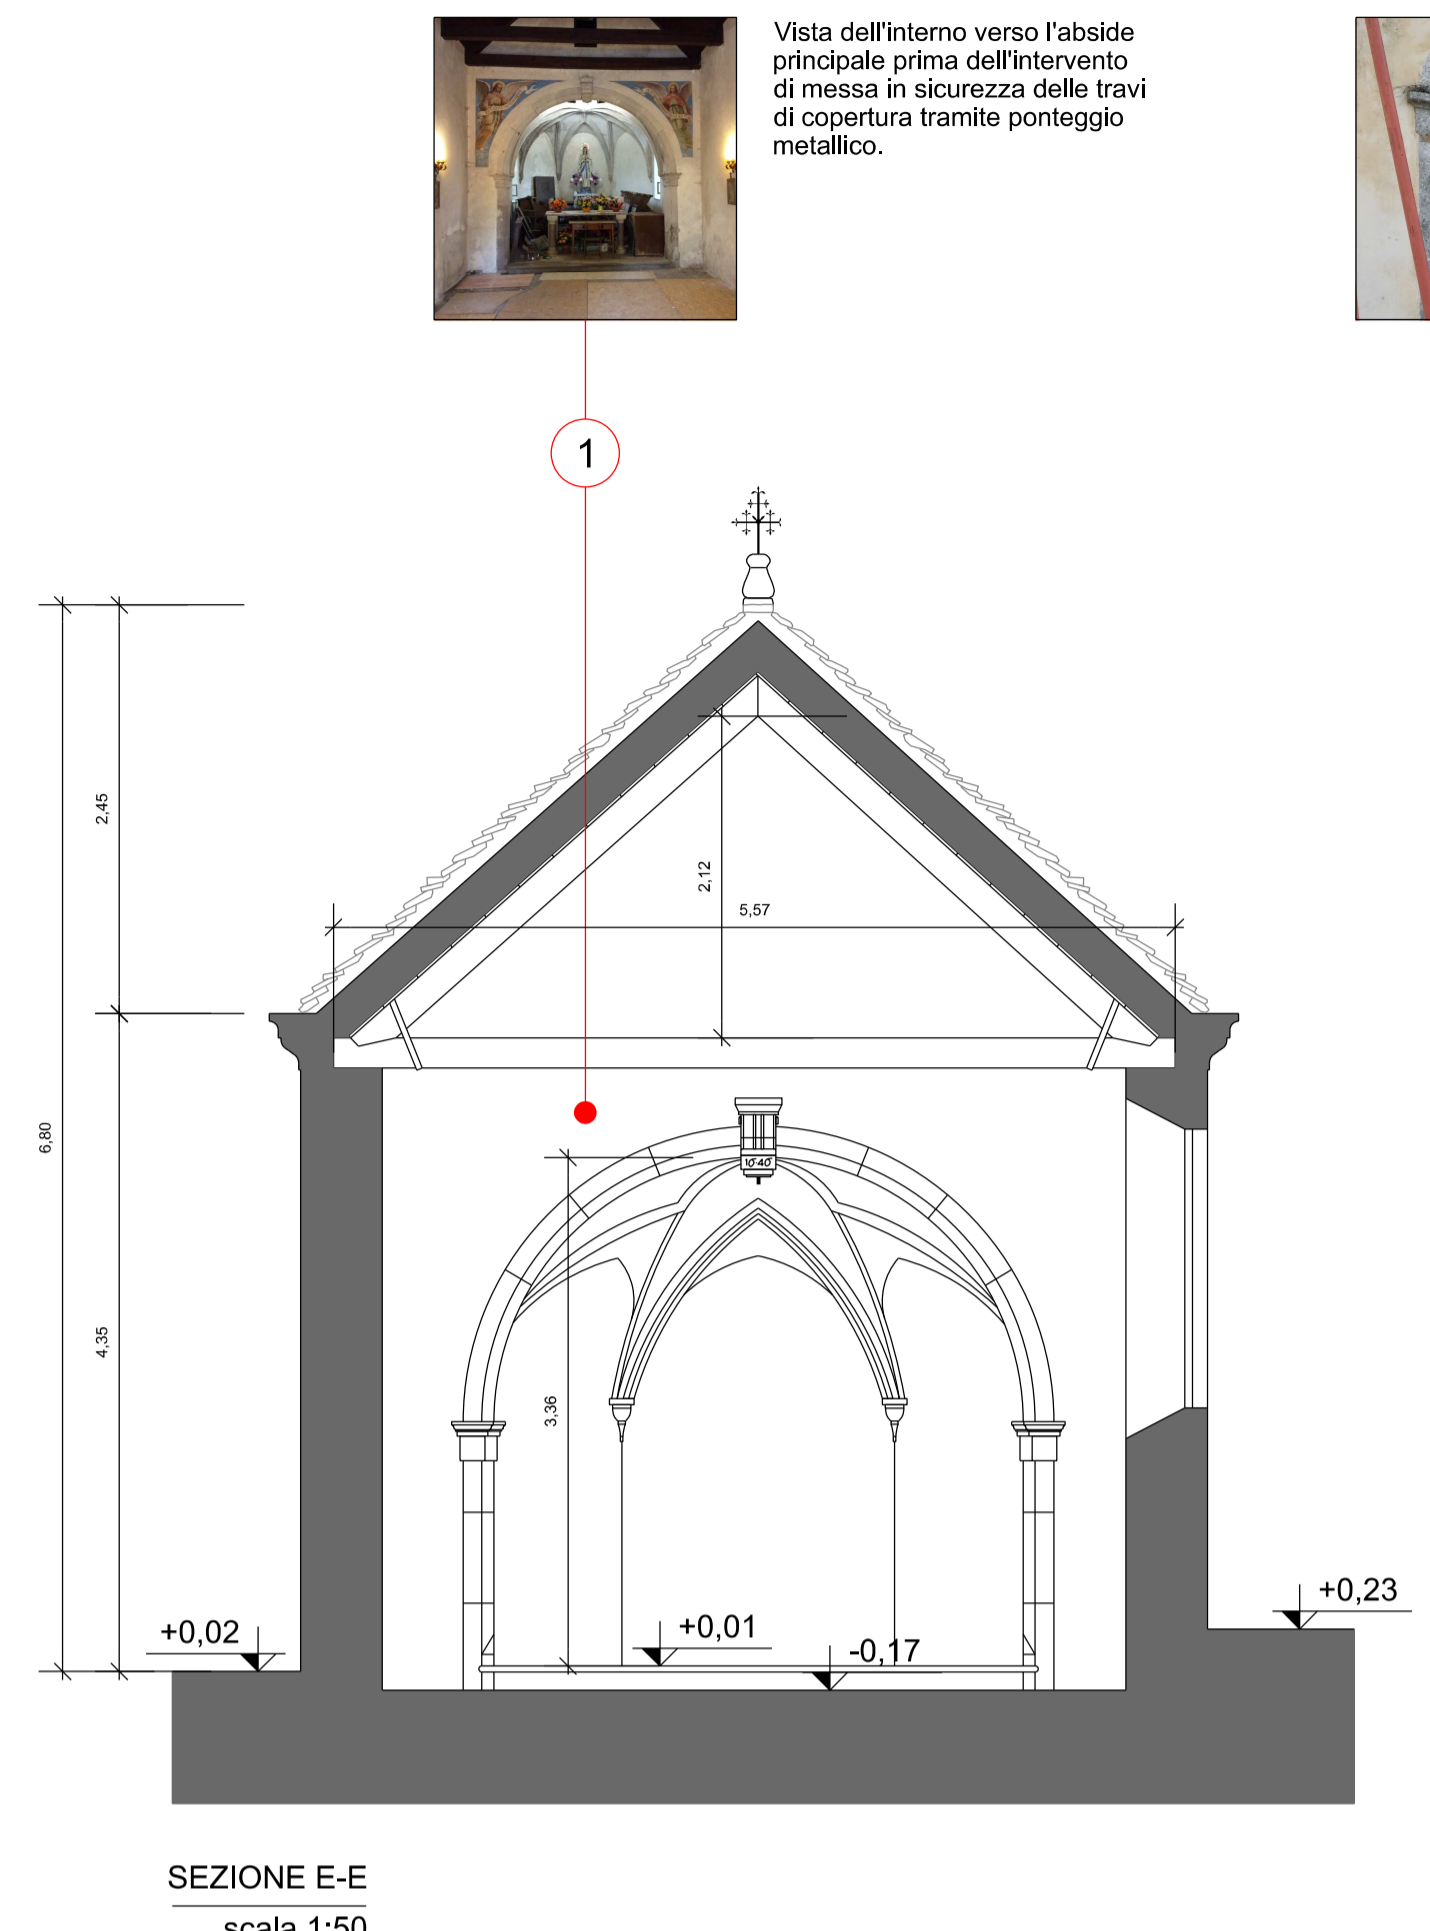 Vista dell'interno verso l'abside
principale prima dell'intervento
di messa in sicurezza delle travi
di copertura tramite ponteggio
metallico.
1
2,45
2,12
5,57
6,80
10·40
4,35
3,36
+0,23
+0,02
+0,01
-0,17
SEZIONE E-E
scala 1:50